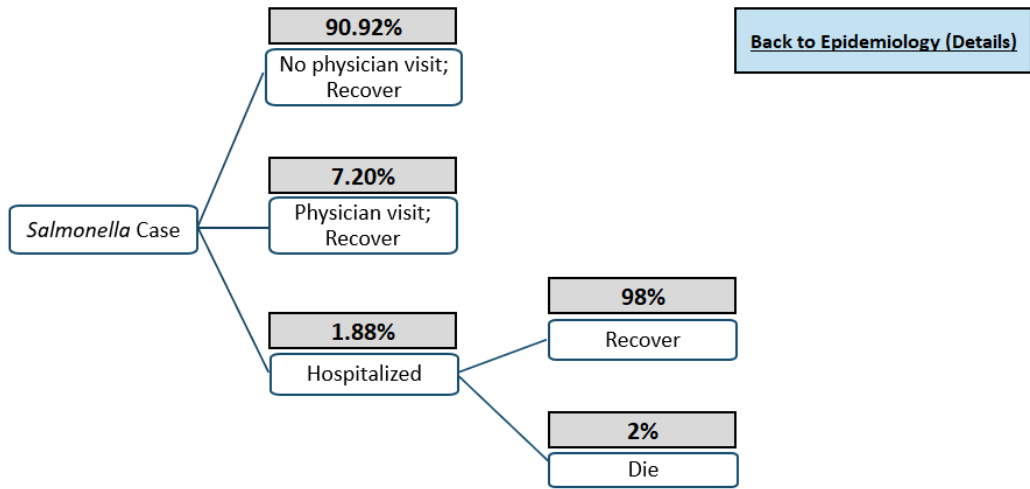 90.92%
No physician visit;
Recover
Back to Epidemiology (Details)
7.20%
Physician visit;
Recover
Salmonella Case
1.88%
Hospitalized
98%
Recover
2%
Die